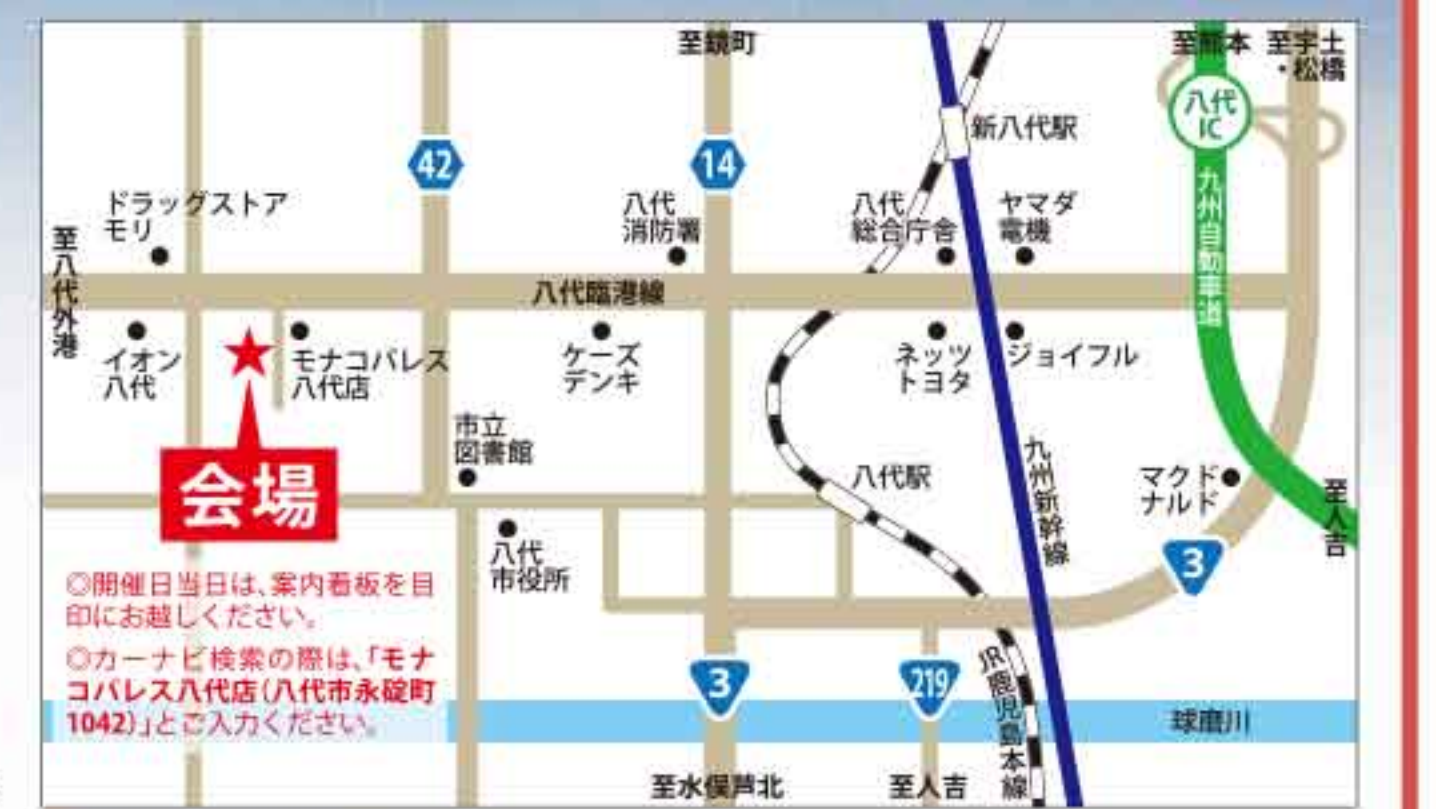 至鏡町
至熊本
至宇土
・松橋
八代
IC
新八代駅
42
14
ドラッグストア
モリ
八代
消防署
八代
総合庁舎
ヤマダ
電機
九州自動車道
至八代外港
八代臨港線
イオン
八代
モナコパレス
八代店
ケーズ
デンキ
ネッツ
トヨタ
ジョイフル
市立
図書館
会場
八代駅
九州新幹線
マクド
ナルド
至人吉
八代
市役所
3
◎開催日当日は、案内看板を目
印にお越しください。
◎カーナビ検索の際は、「モナ
コパレス八代店(八代市永碇町
1042)」とご入力ください。
3
219
JR鹿児島本線
球磨川
至水俣芦北
至人吉